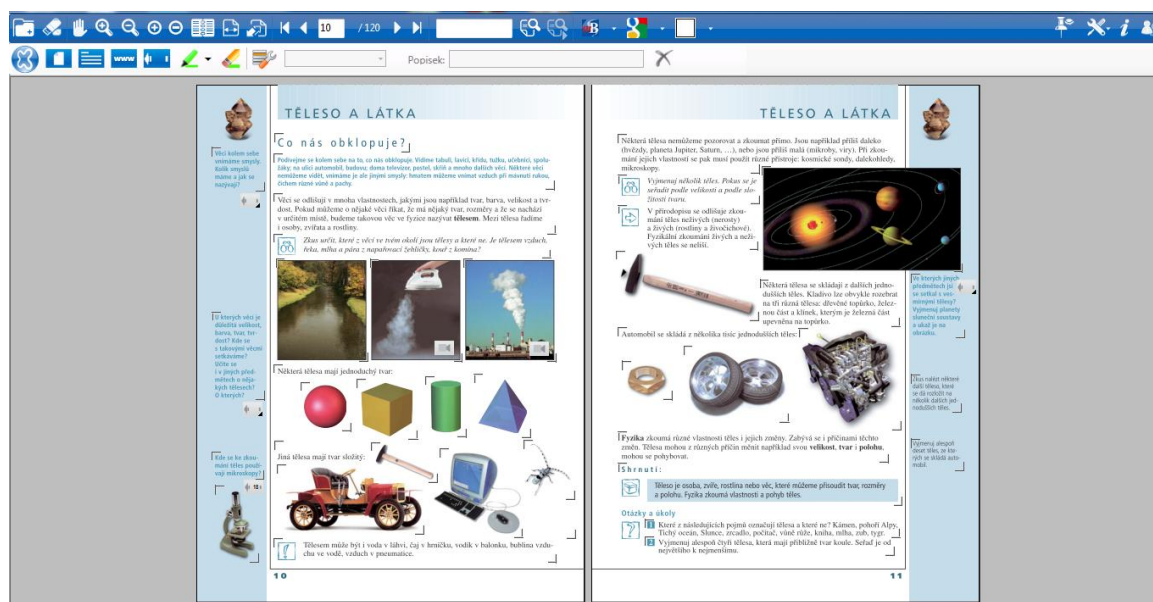 10 / 120
B
www
Popisek:
TĚLESO A LÁTKA
Věci kolem sebe
vnímáme smysly.
Kolik smyslů
máme a jak se
nazývají?
U kterých věcí je
důležitá velikost,
barva, tvar, tvr-
dost? Kde se
s takovými věcmi
setkáváme?
Učíte se
i v jiných před-
mětech o něja-
kých tělesech?
O kterých?
Kde se ke zkou-
mání těles použí-
vají mikroskopy?
Co nás obklopuje?
Podívejme se kolem sebe na to, co nás obklopuje. Vidíme tabuli, lavici, křídu, tužku, učebnici, spolu-
žáky; na ulici automobil, budovu; doma televizor, postel, skříň a mnoho dalších věcí. Některé věci
nemůžeme vidět, vnímáme je ale jinými smysly: hmatem můžeme vnímat vzduch při mávnutí rukou,
čichem různé vůně a pachy.
Věci se odlišují v mnoha vlastnostech, jakými jsou například tvar, barva, velikost a tvr-
dost. Pokud můžeme o nějaké věci říkat, že má nějaký tvar, rozměry a že se nachází
v určitém místě, budeme takovou věc ve fyzice nazývat tělesem. Mezi tělesa řadíme
i osoby, zvířata a rostliny.
Zkus určit, které z věcí ve tvém okolí jsou tělesy a které ne. Je tělesem vzduch,
řeka, mlha a pára z napařovací žehličky, kouř z komína?
Některá tělesa mají jednoduchý tvar:
Jiná tělesa mají tvar složitý:
Tělesem může být i voda v láhvi, čaj v hrníčku, vodík v balonku, bublina vzdu-
chu ve vodě, vzduch v pneumatice.
10
TĚLESO A LÁTKA
Některá tělesa nemůžeme pozorovat a zkoumat přímo. Jsou například příliš daleko
(hvězdy, planeta Jupiter, Saturn, …), nebo jsou příliš malá (mikroby, viry). Při zkou-
mání jejich vlastností se pak musí použít různé přístroje: kosmické sondy, dalekohledy,
mikroskopy.
Vyjmenuj několik těles. Pokus se je
seřadit podle velikosti a podle slo-
žitosti tvaru.
V přírodopisu se odlišuje zkou-
mání těles neživých (nerosty)
a živých (rostliny a živočichové).
Fyzikální zkoumání živých a neži-
vých těles se neliší.
Některá tělesa se skládají z dalších jedno-
dušších těles. Kladivo lze obvykle rozebrat
na tři různá tělesa: dřevěné topůrko, želez-
nou část a klínek, kterým je železná část
upevněna na topůrko.
Automobil se skládá z několika tisíc jednodušších těles:
Fyzika zkoumá různé vlastnosti těles i jejich změny. Zabývá se i příčinami těchto
změn. Tělesa mohou z různých příčin měnit například svou velikost, tvar i polohu,
mohou se pohybovat.
Shrnutí:
Těleso je osoba, zvíře, rostlina nebo věc, které můžeme přisoudit tvar, rozměry
a polohu. Fyzika zkoumá vlastnosti a pohyb těles.
Otázky a úkoly
1 Které z následujících pojmů označují tělesa a které ne? Kámen, pohoří Alpy,
Tichý oceán, Slunce, zrcadlo, počítač, vůně růže, kniha, mlha, zub, tygr.
2 Vyjmenuj alespoň čtyři tělesa, která mají přibližně tvar koule. Seřaď je od
největšího k nejmenšímu.
Ve kterých jiných
předmětech jsi
se setkal s ves-
mírnými tělesy?
Vyjmenuj planety
sluneční soustavy
a ukaž je na
obrázku.
Zkus nalézt některé
další těleso, které
se dá rozložit na
několik dalších jed-
nodušších těles.
Vyjmenuj alespoň
deset těles, ze kte-
rých se skládá auto-
mobil.
11